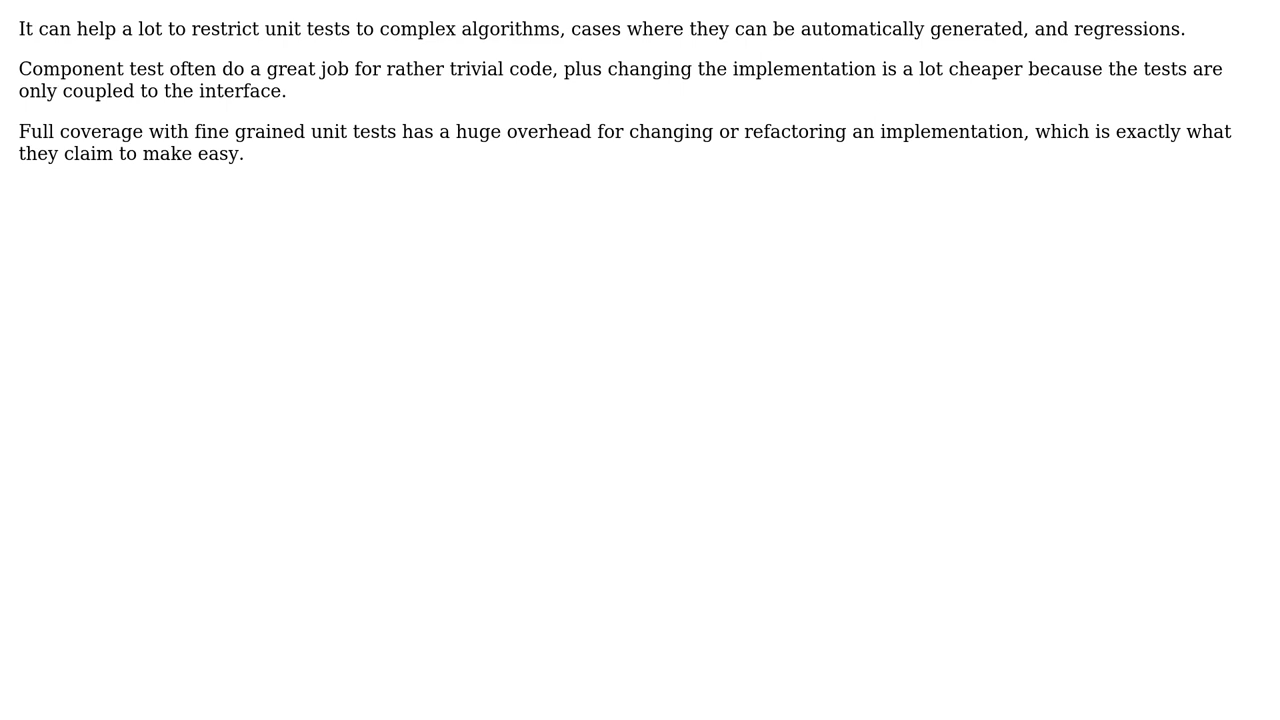 It can help a lot to restrict unit tests to complex algorithms, cases where they can be automatically generated, and regressions.
Component test often do a great job for rather trivial code, plus changing the implementation is a lot cheaper because the tests are
only coupled to the interface.
Full coverage with fine grained unit tests has a huge overhead for changing or refactoring an implementation, which is exactly what
they claim to make easy.